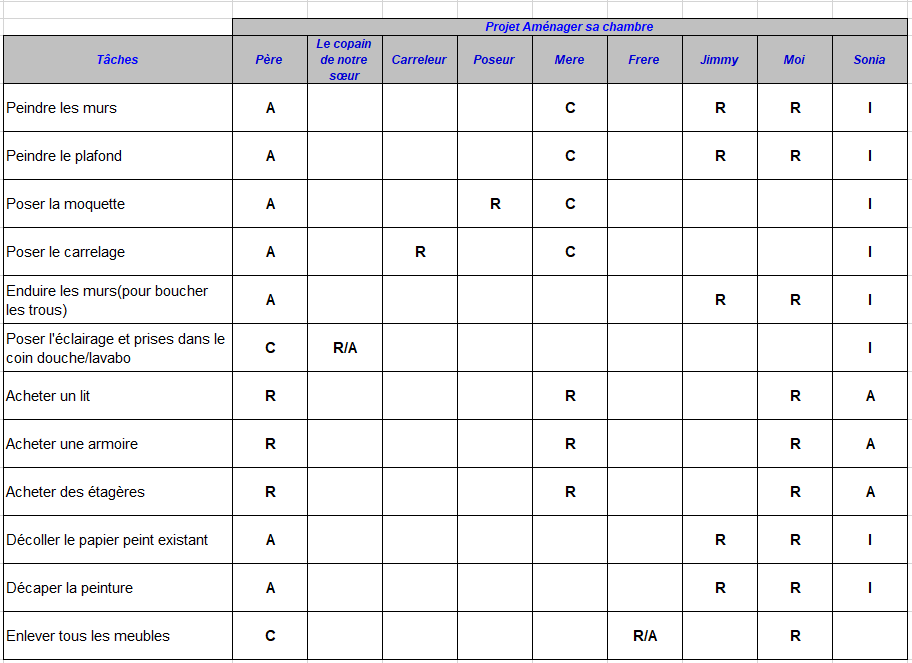 Projet Aménager sa chambre
Tâches Père Le copain de notre sœur Carreleur Poseur Mere Frere Jimmy Moi Sonia
Peindre les murs A C R R I
Peindre le plafond A C R R I
Poser la moquette A R C I
Poser le carrelage A R C I
Enduire les murs(pour boucher
les trous) A R R I
Poser l'éclairage et prises dans le
coin douche/lavabo C R/A I
Acheter un lit R R R A
Acheter une armoire R R R A
Acheter des étagères R R R A
Décoller le papier peint existant A R R I
Décaper la peinture A R R I
Enlever tous les meubles C R/A R